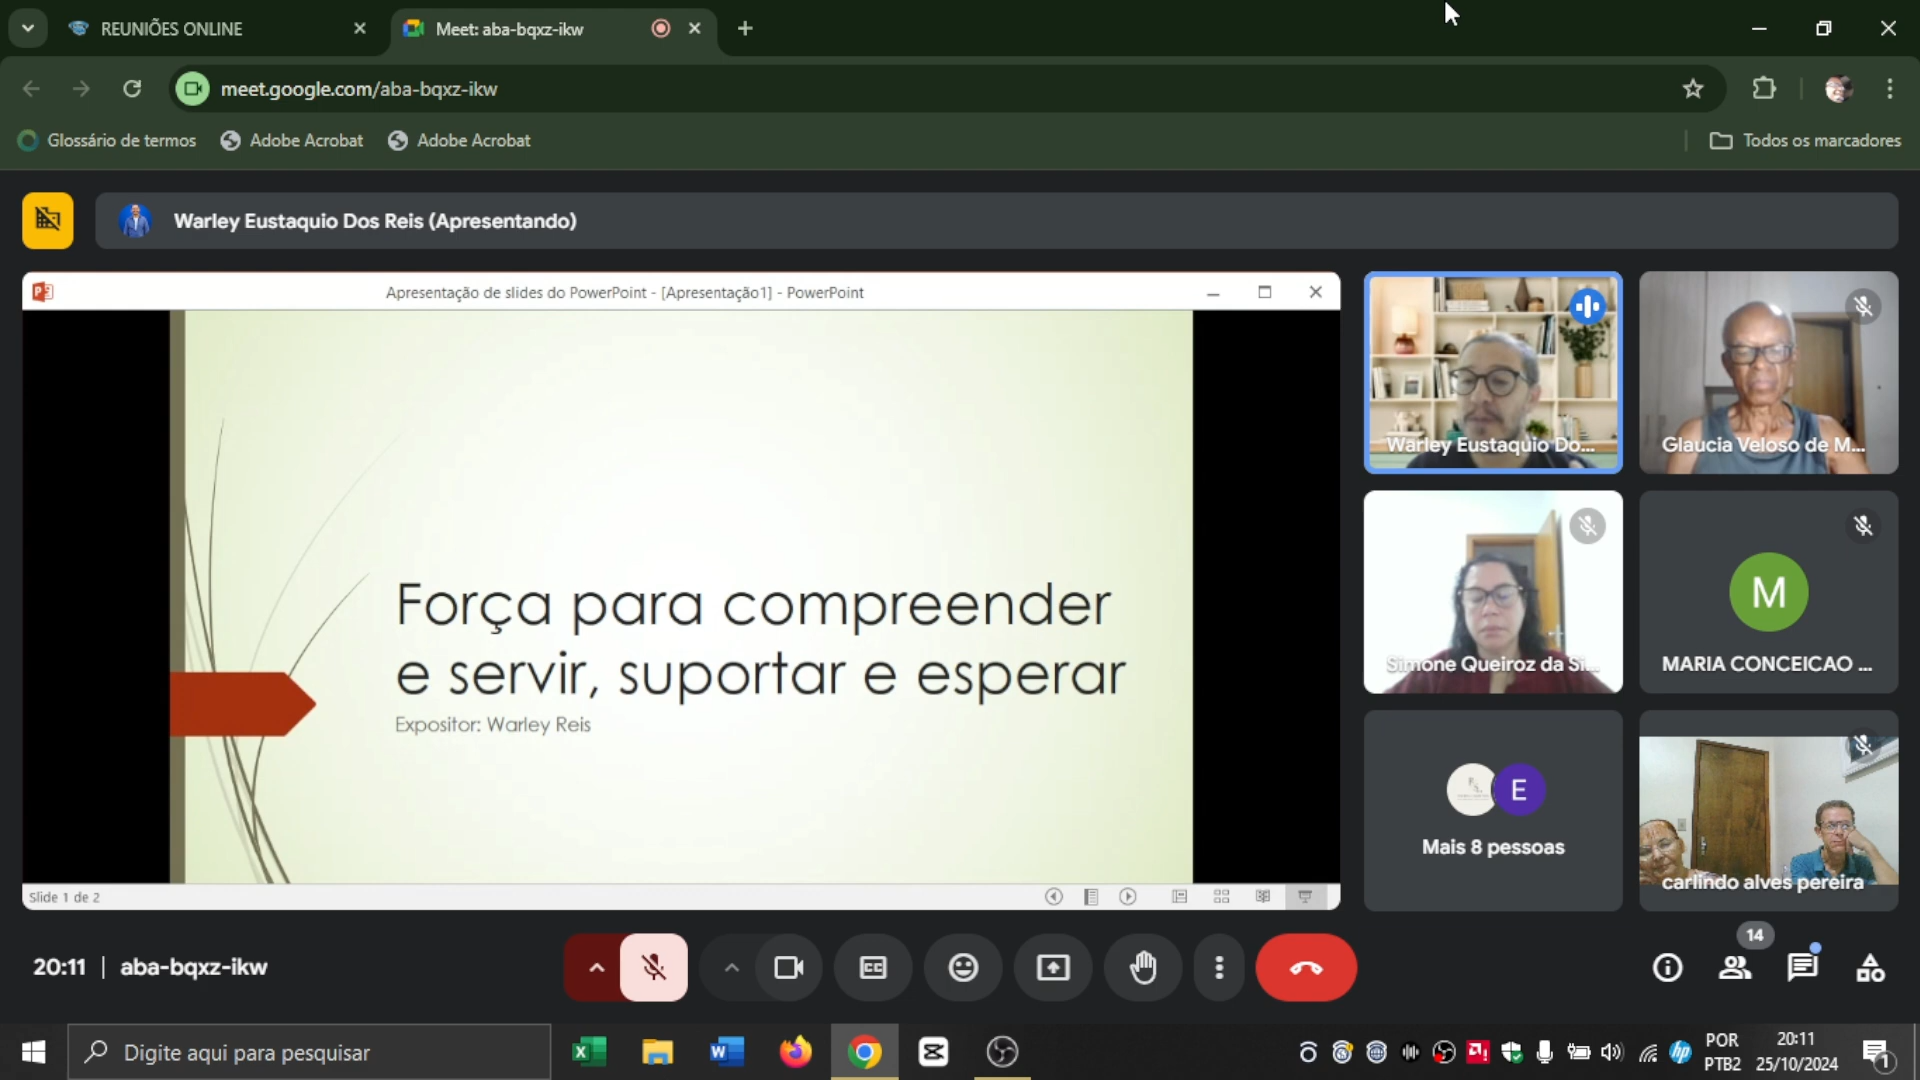 REUNIÕES ONLINE
Meet: aba-bqxz-ikw
meet.google.com/aba-bqxz-ikw
Glossário de termos
Adobe Acrobat
Adobe Acrobat
Todos os marcadores
Warley Eustaquio Dos Reis (Apresentando)
Apresentação de slides do PowerPoint - [Apresentação1] - PowerPoint
Força para compreender
e servir, suportar e esperar
Expositor: Warley Reis
Slide 1 de 2
Warley Eustaquio Do...
Glaucia Veloso de M...
Simone Queiroz da Si...
M
MARIA CONCEICAO ...
E
Mais 8 pessoas
carlindo alves pereira
20:11 | aba-bqxz-ikw
14
Digite aqui para pesquisar
POR
PTB2
20:11
25/10/2024
1